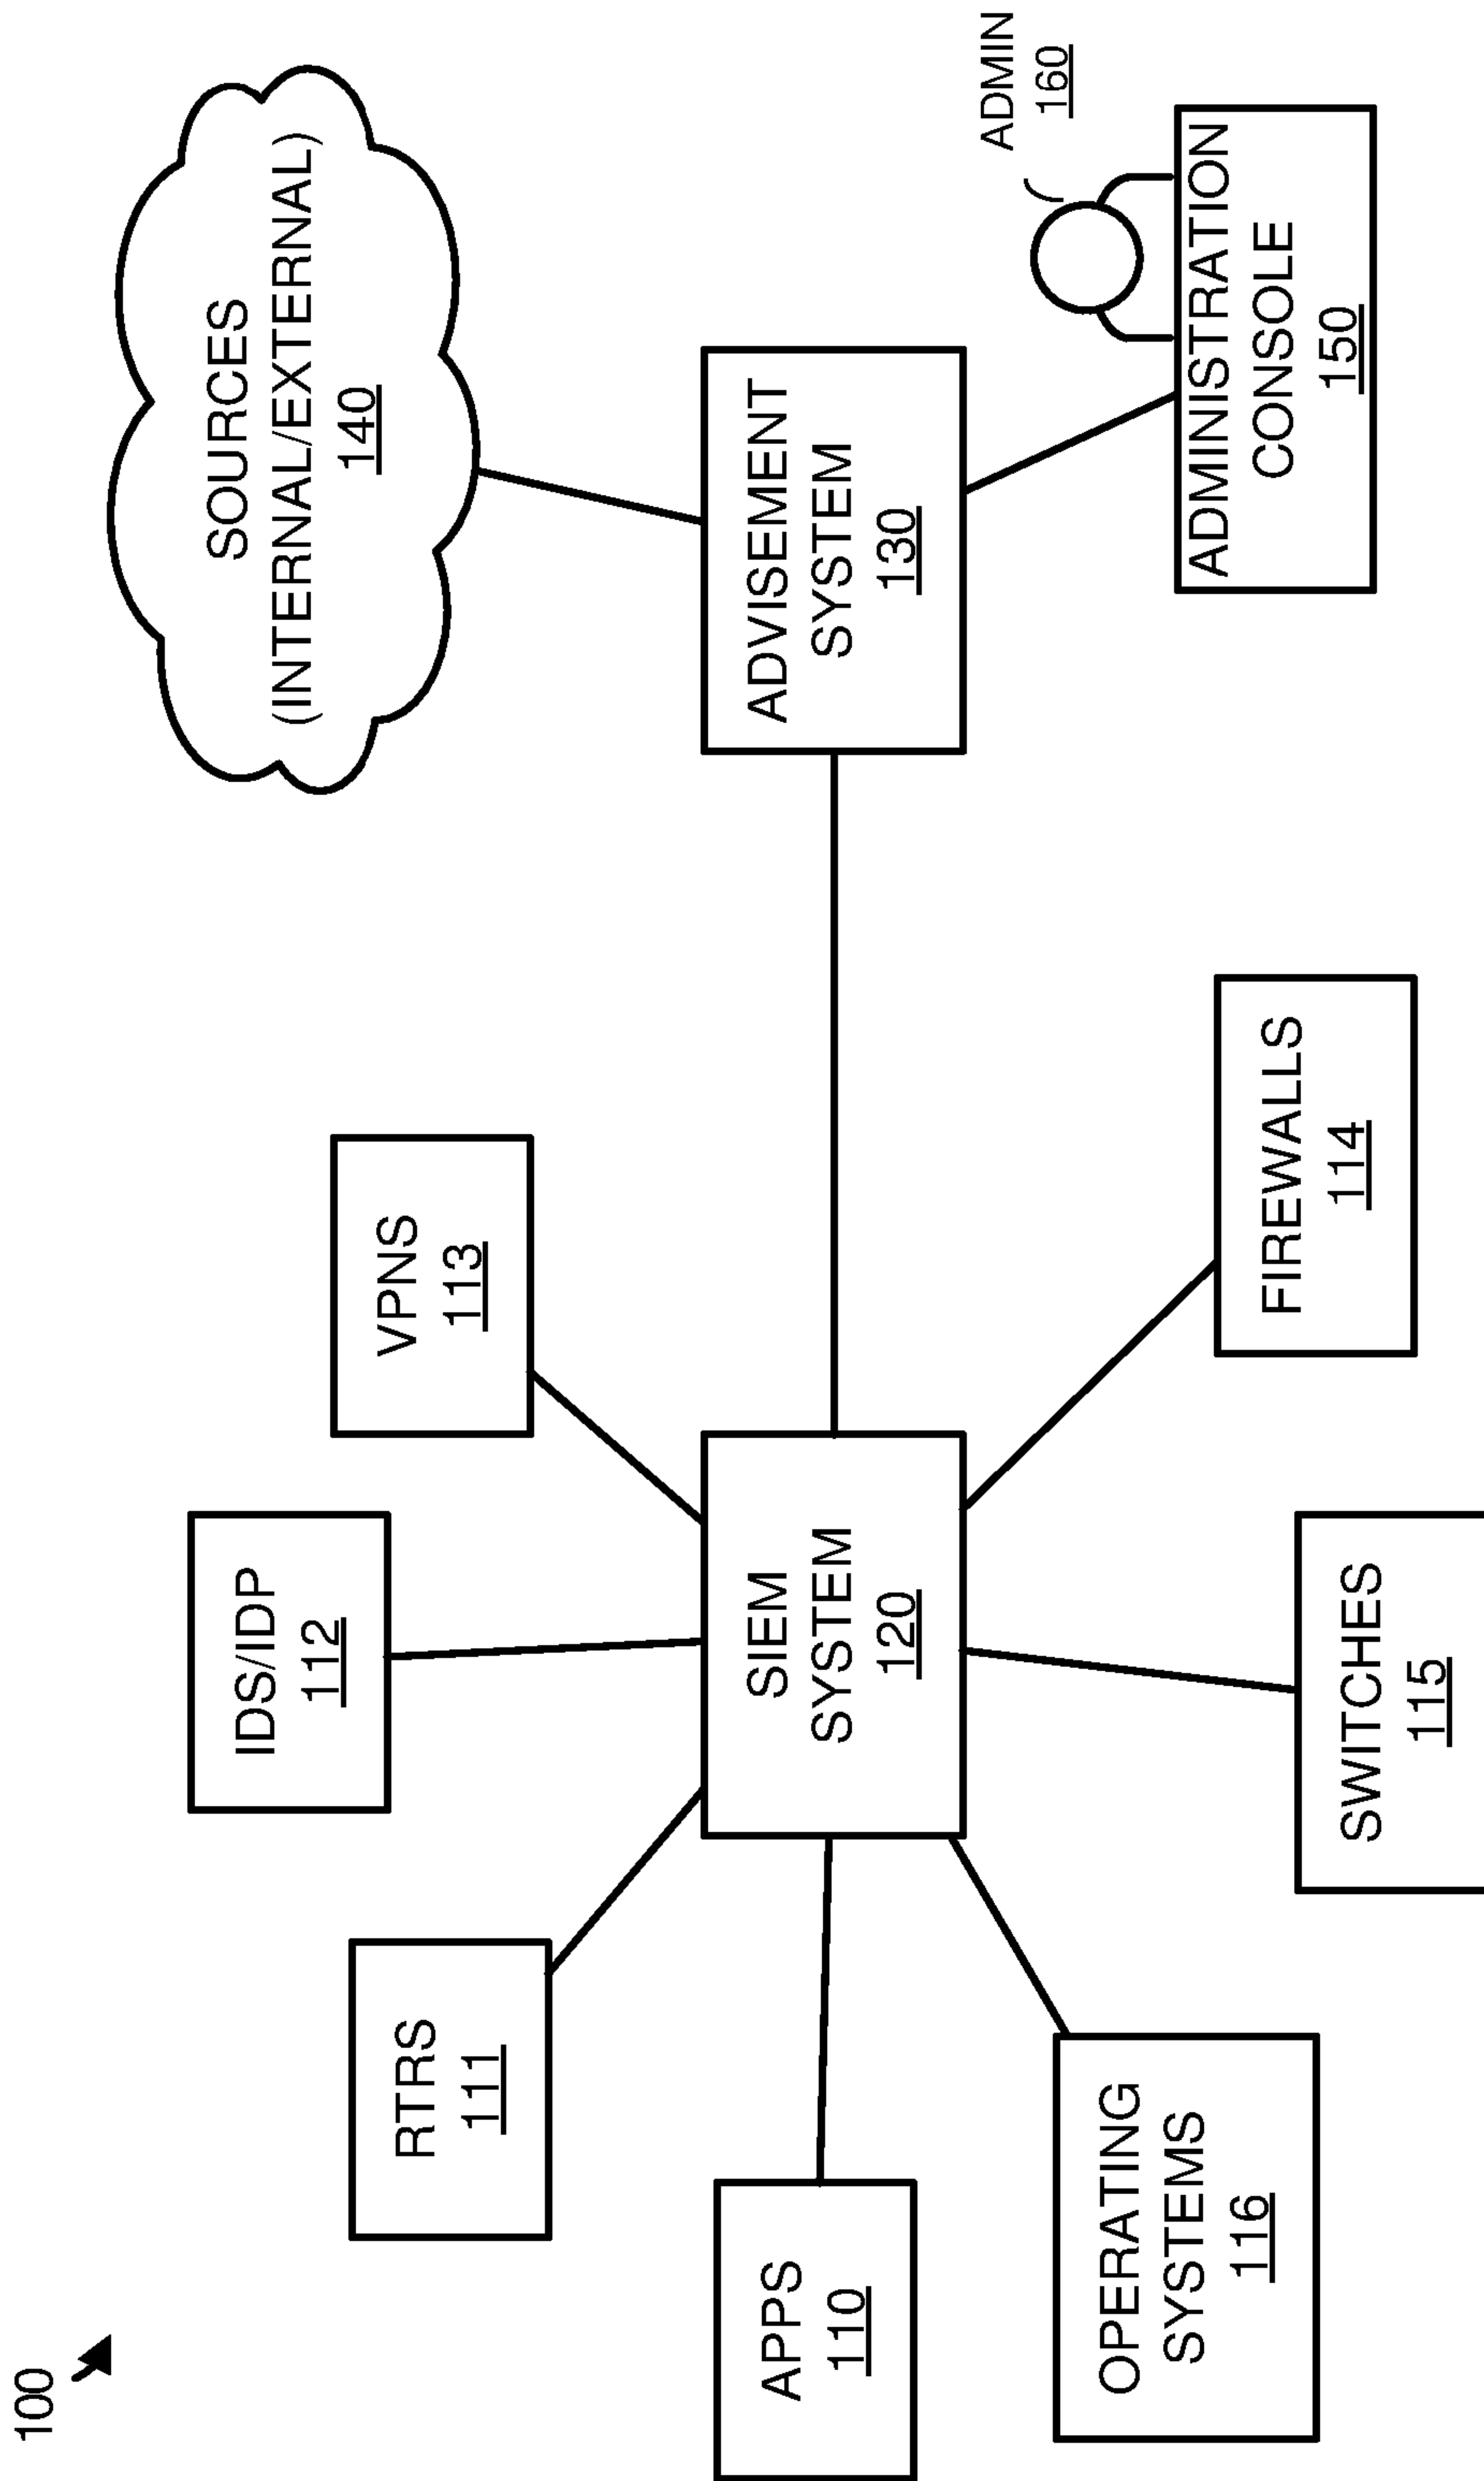 100
SOURCES
(INTERNAL/EXTERNAL)
140
IDS/IDP
112
VPNS
113
RTRS
111
APPS
110
SIEM
SYSTEM
120
ADVISEMENT
SYSTEM
130
ADMIN
160
OPERATING
SYSTEMS
116
SWITCHES
115
FIREWALLS
114
ADMINISTRATION
CONSOLE
150